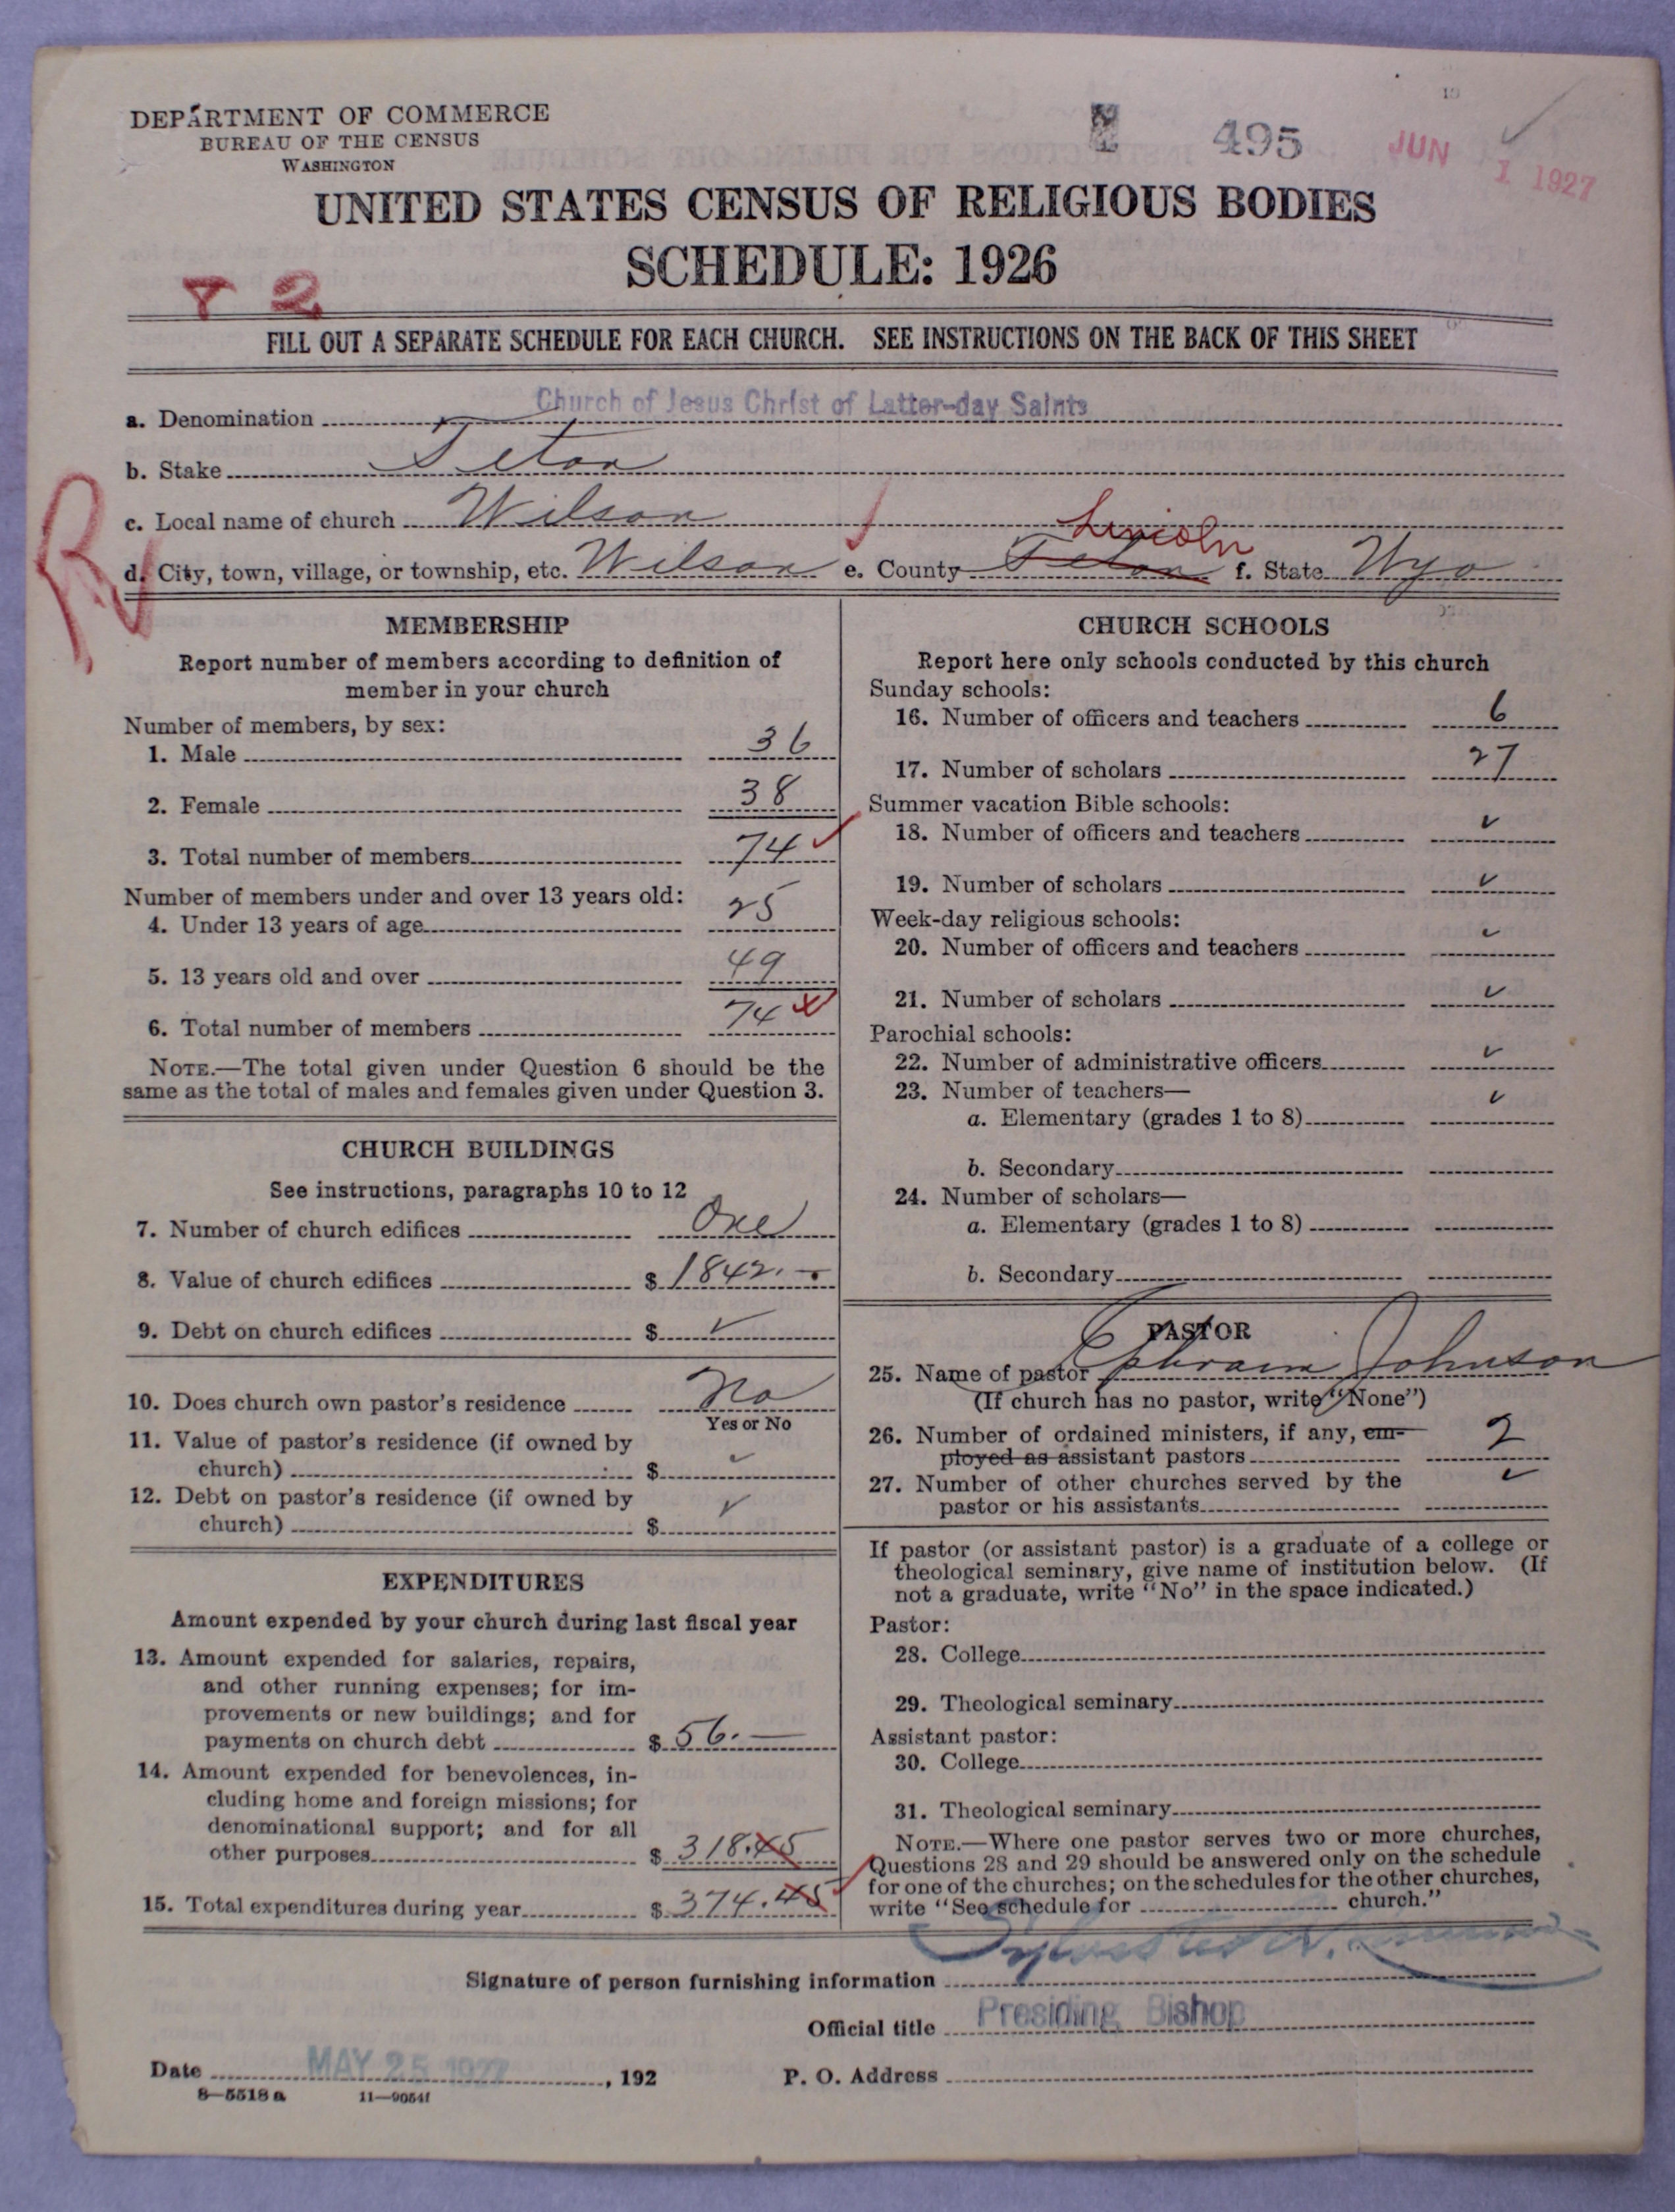 DEPARTMENT OF COMMERCE
BUREAU OF THE CENSUS
WASHINGTON
495
JUN 1 1927
UNITED STATES CENSUS OF RELIGIOUS BODIES
SCHEDULE: 1926
Y 2
FILL OUT A SEPARATE SCHEDULE FOR EACH CHURCH. SEE INSTRUCTIONS ON THE BACK OF THIS SHEET
a. Denomination Church of Jesus Christ of Latter-day Saints
b. Stake Teton
c. Local name of church Wilson
R
Lincoln
d. City, town, village, or township, etc. Wilson e. County Teton f. State Wyo
MEMBERSHIP
Report number of members according to definition of
member in your church
Number of members, by sex:
1. Male 36
2. Female 38
3. Total number of members 74 ✓
Number of members under and over 13 years old:
4. Under 13 years of age 25
5. 13 years old and over 49
6. Total number of members 74
NOTE.—The total given under Question 6 should be the
same as the total of males and females given under Question 3.
CHURCH BUILDINGS
See instructions, paragraphs 10 to 12
7. Number of church edifices One
8. Value of church edifices $ 1842.—
9. Debt on church edifices $ ✓
10. Does church own pastor's residence No
Yes or No
11. Value of pastor's residence (if owned by
church) $ ✓
12. Debt on pastor's residence (if owned by
church) $ ✓
EXPENDITURES
Amount expended by your church during last fiscal year
13. Amount expended for salaries, repairs,
and other running expenses; for im-
provements or new buildings; and for
payments on church debt $ 56.—
14. Amount expended for benevolences, in-
cluding home and foreign missions; for
denominational support; and for all
other purposes $ 318.45
15. Total expenditures during year $ 374.45
CHURCH SCHOOLS
Report here only schools conducted by this church
Sunday schools:
16. Number of officers and teachers 6
17. Number of scholars 27
Summer vacation Bible schools:
18. Number of officers and teachers ✓
19. Number of scholars ✓
Week-day religious schools:
20. Number of officers and teachers ✓
21. Number of scholars ✓
Parochial schools:
22. Number of administrative officers ✓
23. Number of teachers—
a. Elementary (grades 1 to 8) ✓
b. Secondary
24. Number of scholars—
a. Elementary (grades 1 to 8)
b. Secondary
PASTOR
25. Name of pastor Ephraim Johnson
(If church has no pastor, write "None")
26. Number of ordained ministers, if any, em-
ployed as assistant pastors 2
27. Number of other churches served by the
pastor or his assistants ✓
If pastor (or assistant pastor) is a graduate of a college or
theological seminary, give name of institution below. (If
not a graduate, write "No" in the space indicated.)
Pastor:
28. College
29. Theological seminary
Assistant pastor:
30. College
31. Theological seminary
NOTE.—Where one pastor serves two or more churches,
Questions 28 and 29 should be answered only on the schedule
for one of the churches; on the schedules for the other churches,
write "See schedule for church."
Signature of person furnishing information Sylvester Q. Cannon
Official title Presiding Bishop
Date MAY 25 1927, 192
P. O. Address
8—5518a 11—9054f